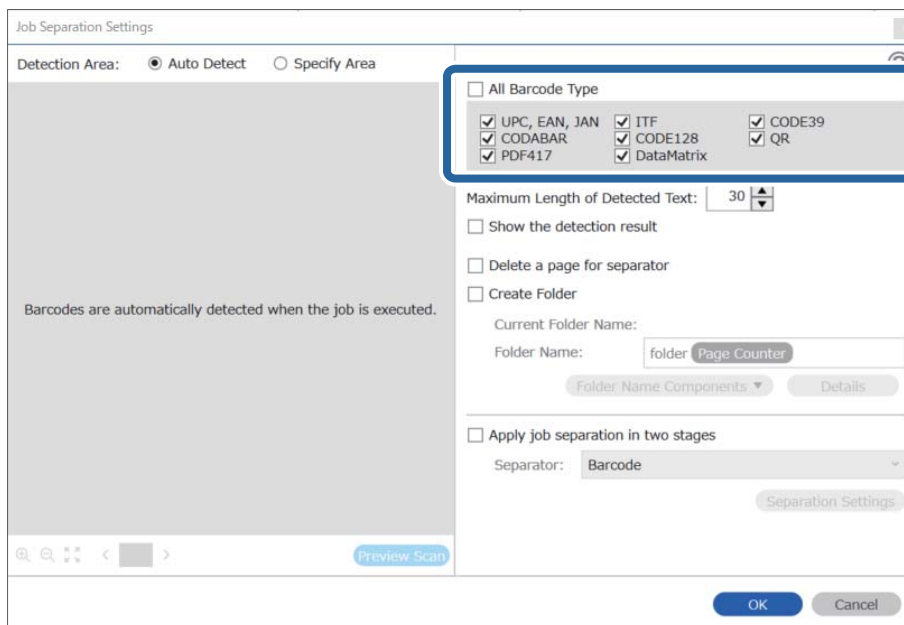 Job Separation Settings
Detection Area: Auto Detect Specify Area
Barcodes are automatically detected when the job is executed.
Preview Scan
All Barcode Type
UPC, EAN, JAN ITF CODE39
CODABAR CODE128 QR
PDF417 DataMatrix
Maximum Length of Detected Text: 30
Show the detection result
Delete a page for separator
Create Folder
Current Folder Name:
Folder Name: folder Page Counter
Folder Name Components Details
Apply job separation in two stages
Separator: Barcode
Separation Settings
OK Cancel